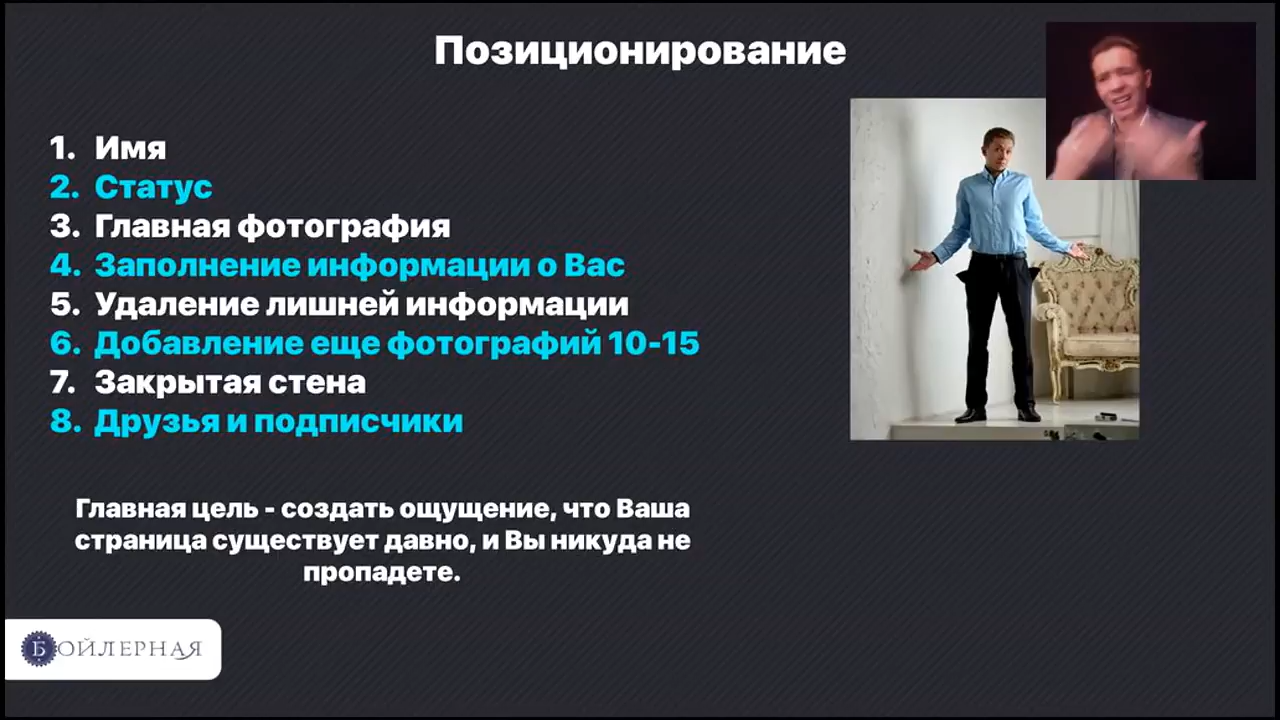 Позиционирование
1. Имя
2. Статус
3. Главная фотография
4. Заполнение информации о Вас
5. Удаление лишней информации
6. Добавление еще фотографий 10-15
7. Закрытая стена
8. Друзья и подписчики
Главная цель - создать ощущение, что Ваша
страница существует давно, и Вы никуда не
пропадете.
БОЙЛЕРНАЯ